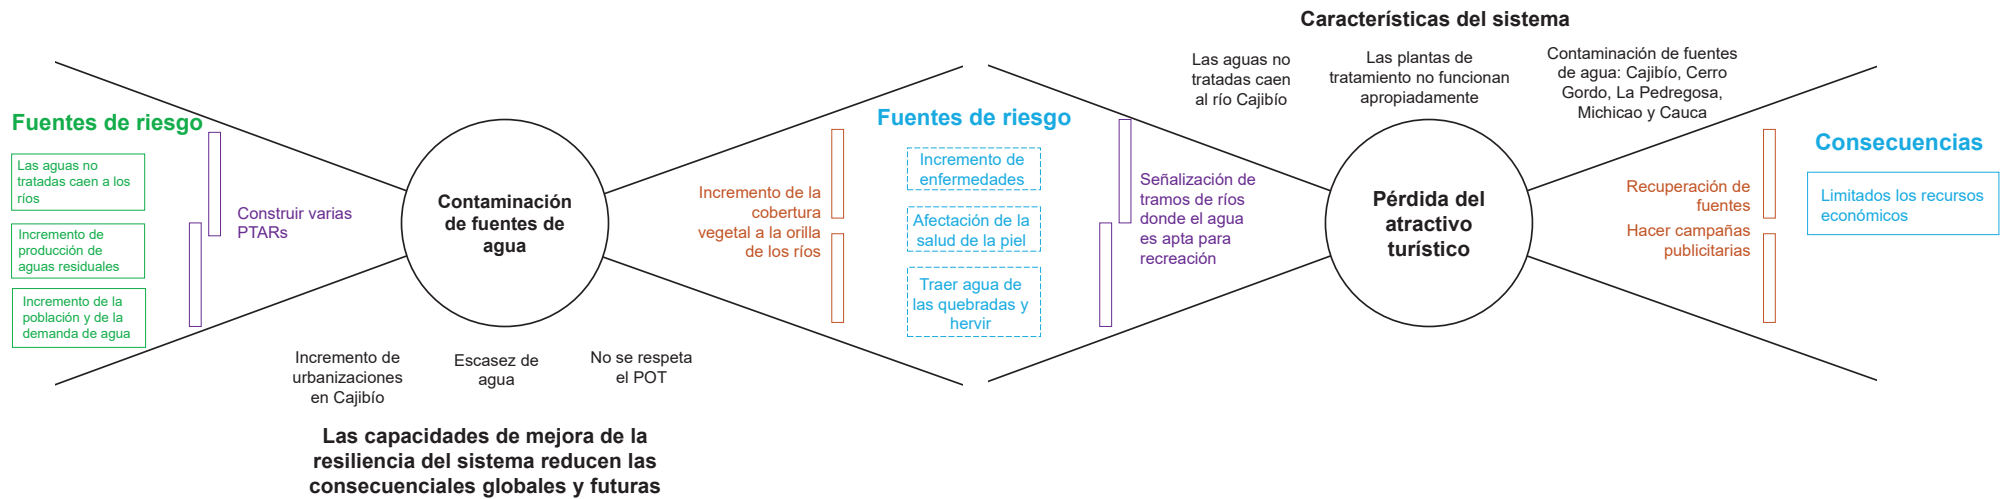 Características del sistema
Las aguas no
tratadas caen
al río Cajibío
Las plantas de
tratamiento no funcionan
apropiadamente
Contaminación de fuentes
de agua: Cajibío, Cerro
Gordo, La Pedregosa,
Michicao y Cauca
Fuentes de riesgo
Las aguas no
tratadas caen a los
ríos
Incremento de
producción de
aguas residuales
Incremento de la
población y de la
demanda de agua
Construir varias
PTARs
Contaminación
de fuentes de
agua
Incremento de la
cobertura
vegetal a la orilla
de los ríos
Fuentes de riesgo
Incremento de
enfermedades
Afectación de la
salud de la piel
Traer agua de
las quebradas y
hervir
Señalización de
tramos de ríos
donde el agua
es apta para
recreación
Pérdida del
atractivo
turístico
Recuperación de
fuentes
Hacer campañas
publicitarias
Consecuencias
Limitados los recursos
económicos
Incremento de
urbanizaciones
en Cajibío
Escasez de
agua
No se respeta
el POT
Las capacidades de mejora de la
resiliencia del sistema reducen las
consecuenciales globales y futuras